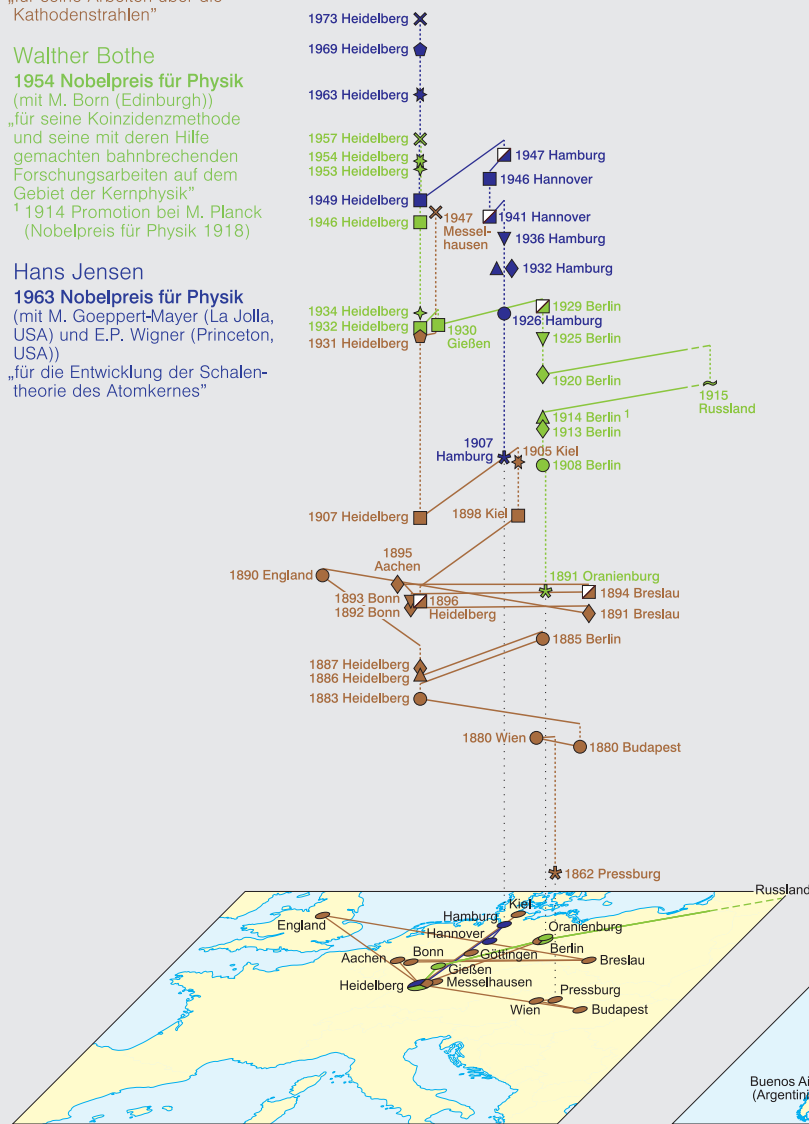 „für seine Arbeiten über die
Kathodenstrahlen”
Walther Bothe
1954 Nobelpreis für Physik
(mit M. Born (Edinburgh))
„für seine Koinzidenzmethode
und seine mit deren Hilfe
gemachten bahnbrechenden
Forschungsarbeiten auf dem
Gebiet der Kernphysik”
¹ 1914 Promotion bei M. Planck
(Nobelpreis für Physik 1918)
Hans Jensen
1963 Nobelpreis für Physik
(mit M. Goeppert-Mayer (La Jolla,
USA) und E.P. Wigner (Princeton,
USA))
„für die Entwicklung der Schalen-
theorie des Atomkernes”
1973 Heidelberg
1969 Heidelberg
1963 Heidelberg
1957 Heidelberg
1954 Heidelberg
1953 Heidelberg
1949 Heidelberg
1946 Heidelberg
1947
Messel-
hausen
1947 Hamburg
1946 Hannover
1941 Hannover
1936 Hamburg
1932 Hamburg
1926 Hamburg
1934 Heidelberg
1932 Heidelberg
1931 Heidelberg
1930
Gießen
1929 Berlin
1925 Berlin
1920 Berlin
1915
Russland
1914 Berlin ¹
1913 Berlin
1908 Berlin
1907
Hamburg
1905 Kiel
1907 Heidelberg
1898 Kiel
1895
Aachen
1890 England
1893 Bonn
1892 Bonn
1896
Heidelberg
1891 Oranienburg
1894 Breslau
1891 Breslau
1885 Berlin
1887 Heidelberg
1886 Heidelberg
1883 Heidelberg
1880 Wien
1880 Budapest
1862 Pressburg
Russland
England
Kiel
Hamburg
Oranienburg
Hannover
Berlin
Aachen
Bonn
Göttingen
Breslau
Gießen
Heidelberg
Messelhausen
Pressburg
Wien
Budapest
Buenos Ai
(Argentini